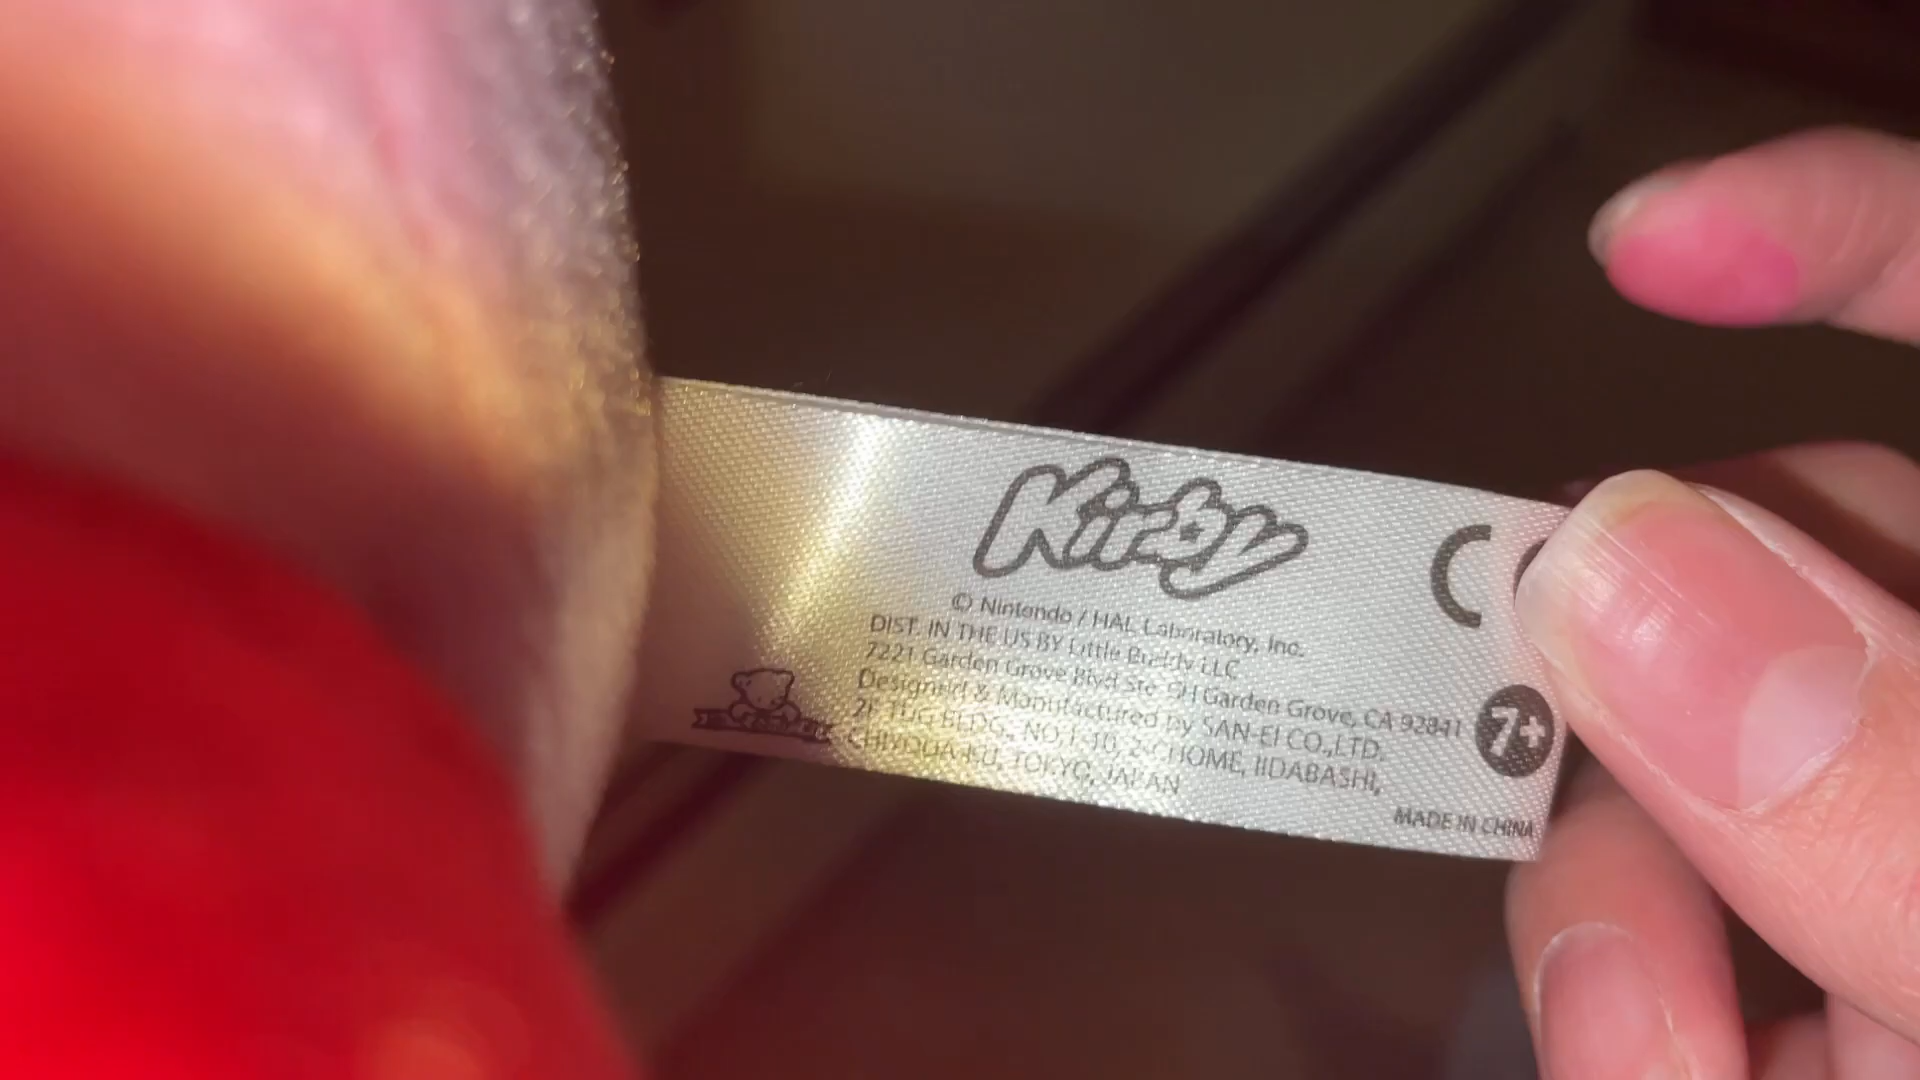 Kirby
C
© Nintendo / HAL Laboratory, Inc.
DIST. IN THE US BY Little Buddy LLC
7221 Garden Grove Blvd Ste Garden Grove, CA 92841
Designed & Manufactured by SAN-EI CO.,LTD.
2F TUG BLDG., NO.1-10, 2-CHOME, IIDABASHI,
CHIYODA-KU, TOKYO, JAPAN
7+
MADE IN CHINA